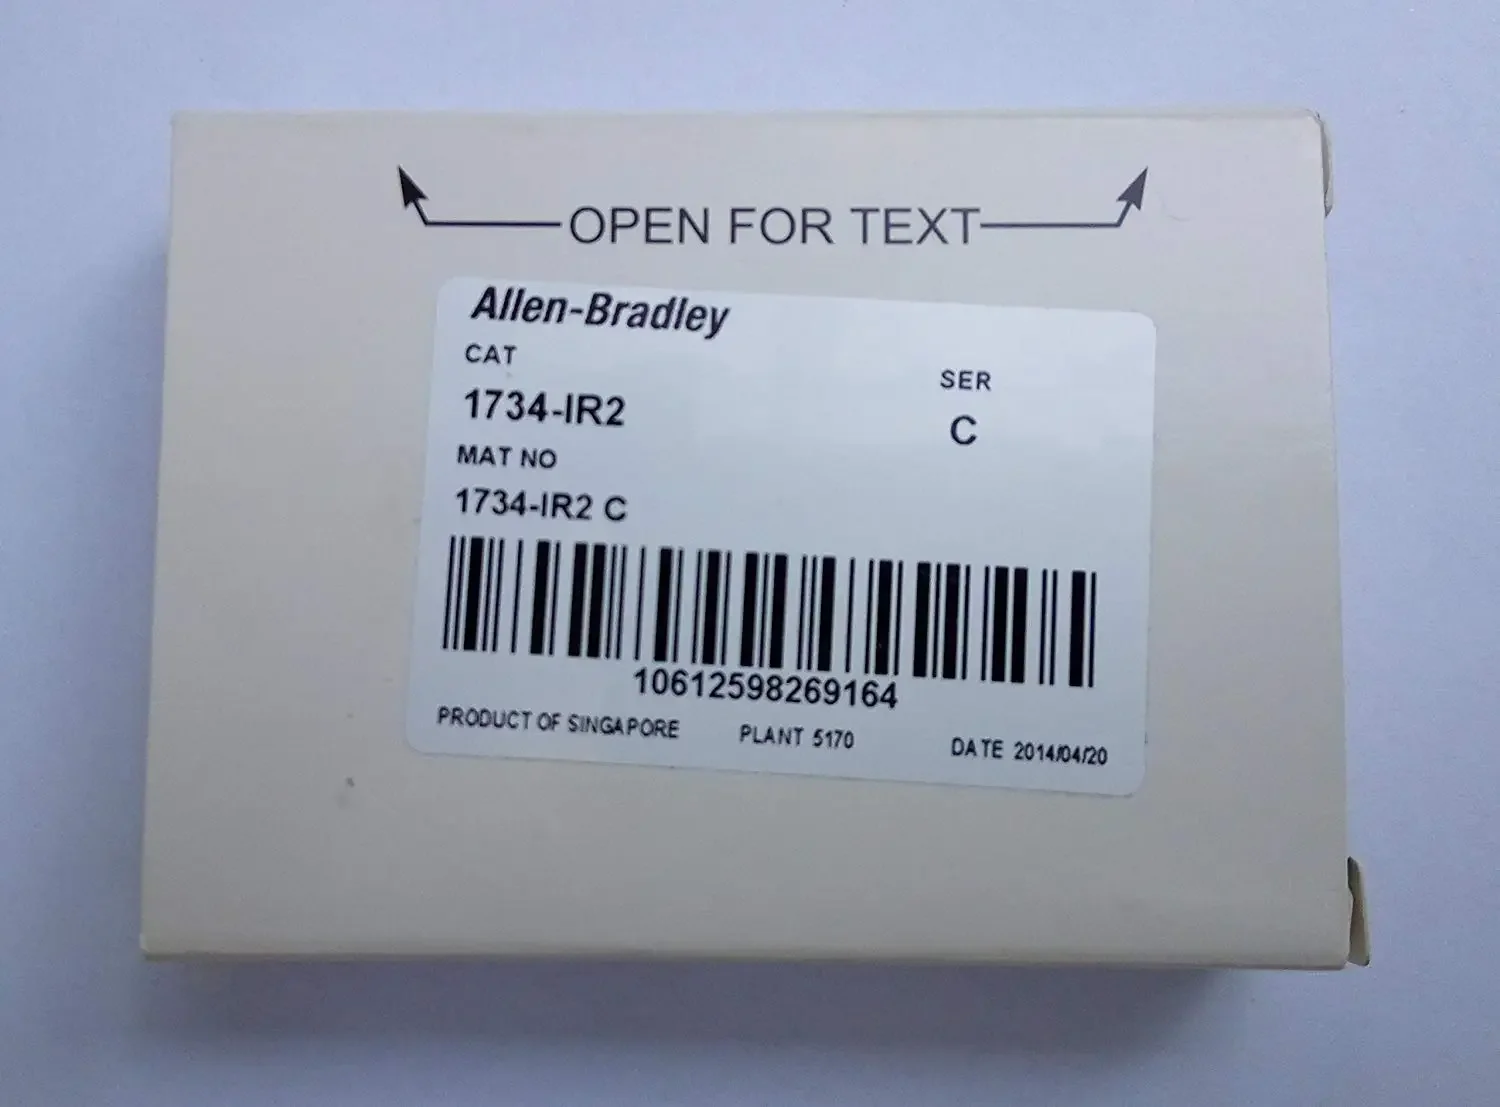 OPEN FOR TEXT
Allen-Bradley
CAT
SER
1734-IR2
C
MAT NO
1734-IR2 C
10612598269164
PRODUCT OF SINGAPORE PLANT 5170 DATE 2014/04/20